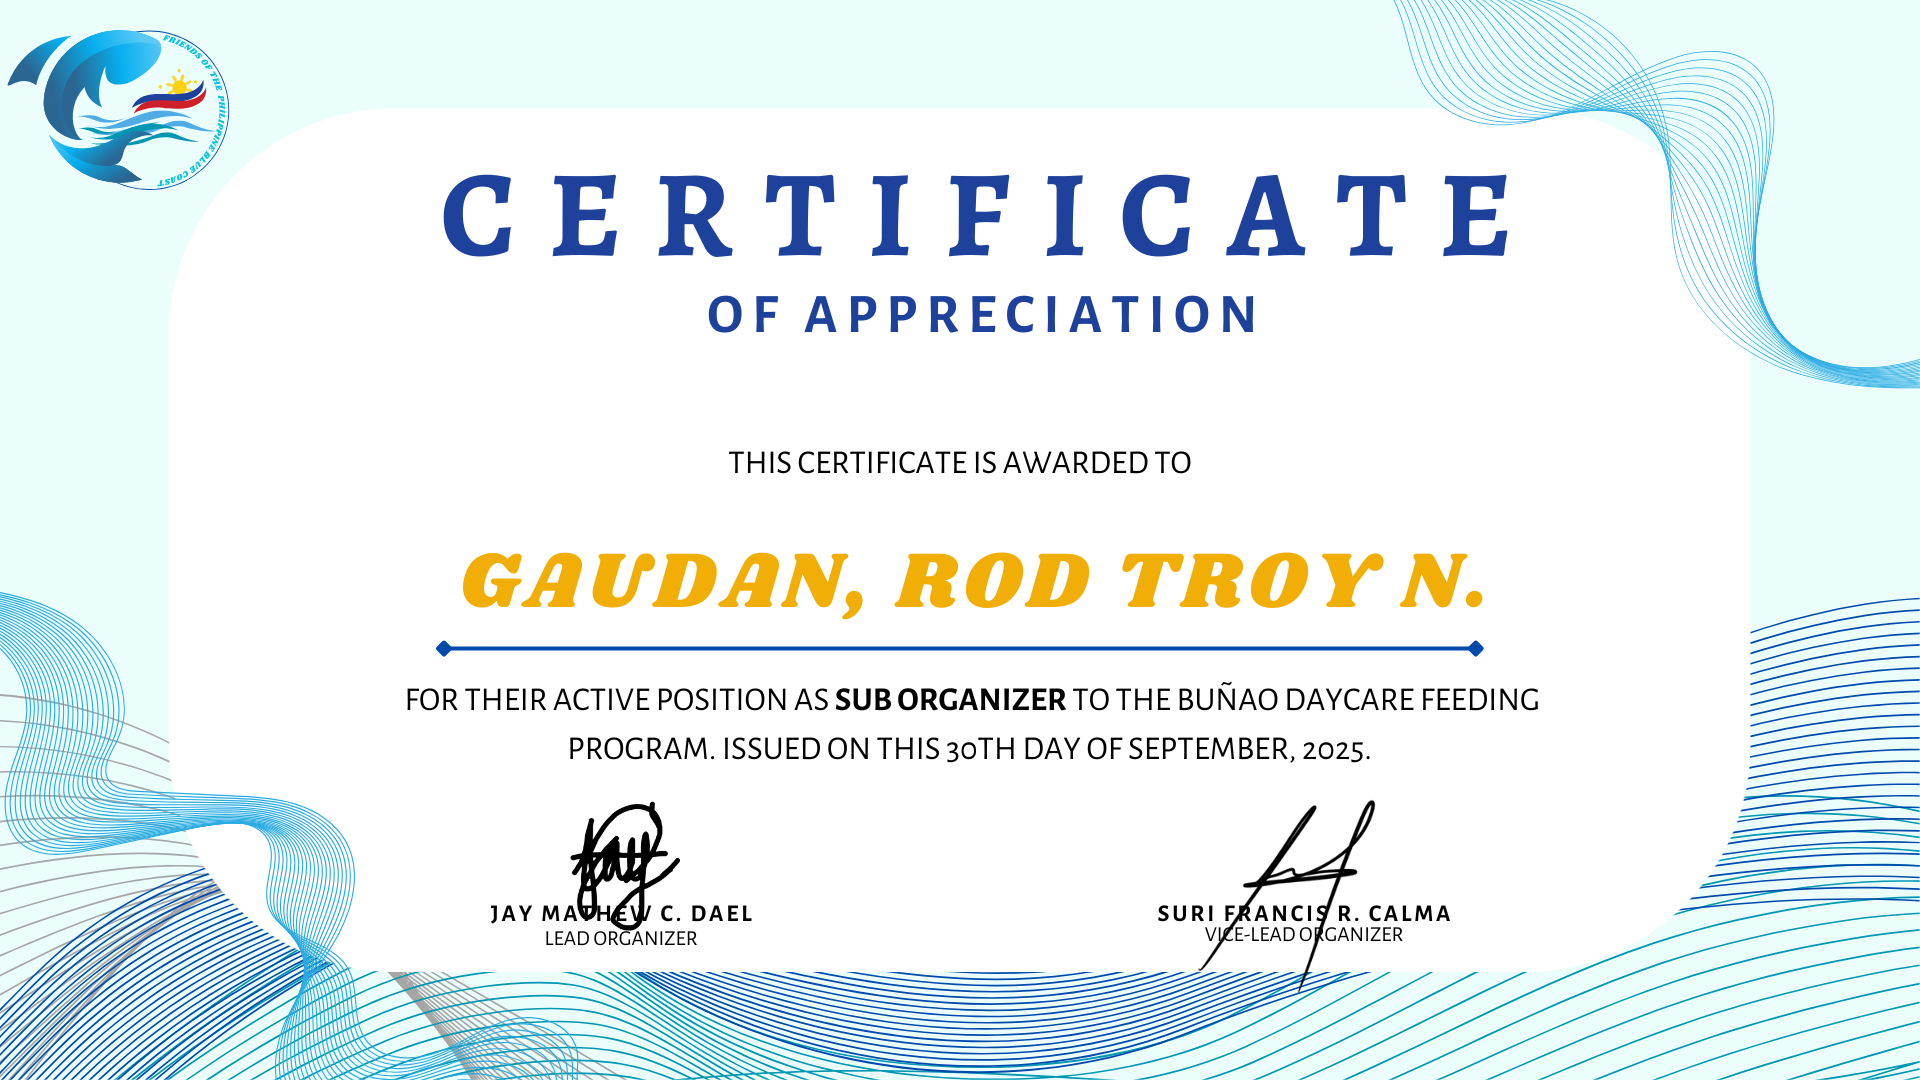 FRIENDS OF THE PHILIPPINE BLUE COAST
CERTIFICATE
OF APPRECIATION
THIS CERTIFICATE IS AWARDED TO
GAUDAN, ROD TROY N.
FOR THEIR ACTIVE POSITION AS SUB ORGANIZER TO THE BUÑAO DAYCARE FEEDING
PROGRAM. ISSUED ON THIS 30TH DAY OF SEPTEMBER, 2025.
Jay
JAY MATHEW C. DAEL
LEAD ORGANIZER
SURI FRANCIS R. CALMA
VICE-LEAD ORGANIZER